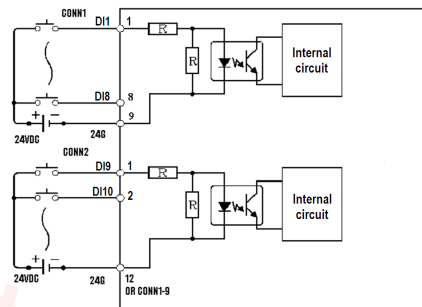 CONN1
DI1 1
R
R
Internal
circuit
DI8 8
9
+ −
24VDC
24G
CONN2
DI9 1
R
DI10 2
R
Internal
circuit
+ −
24VDC
24G
12
OR CONN1-9